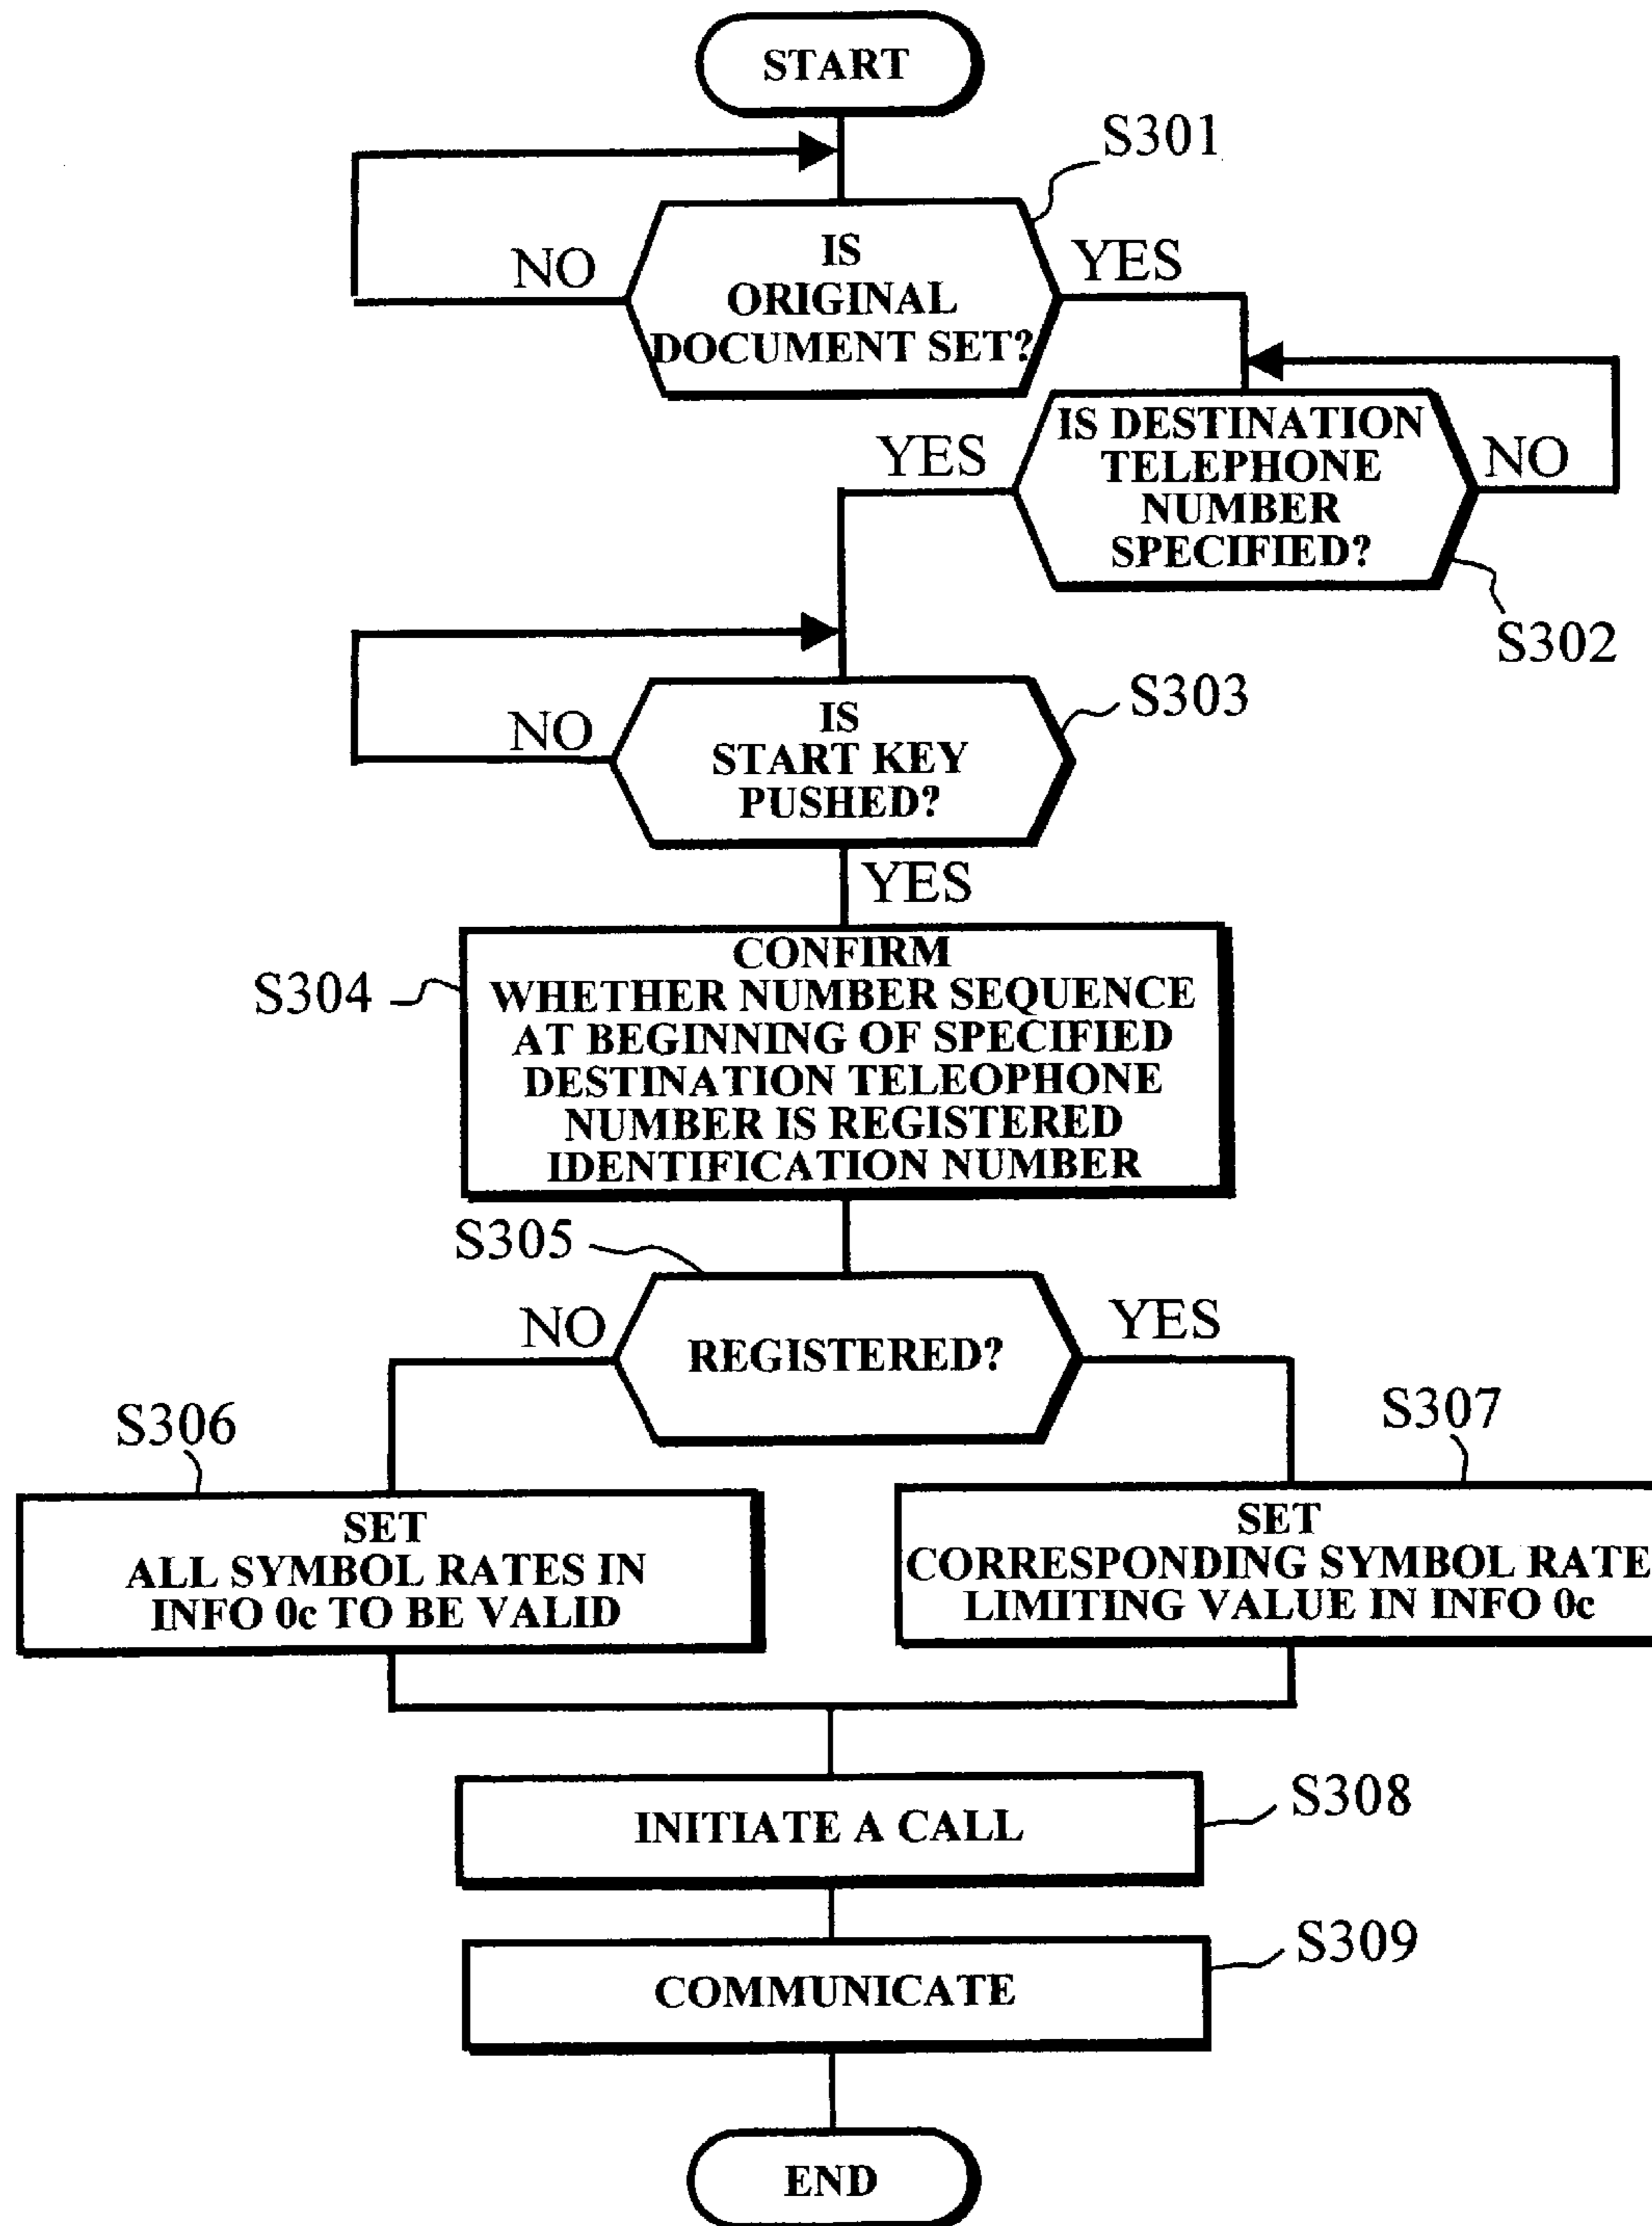 START
S301
NO
IS
ORIGINAL
DOCUMENT SET?
YES
YES
IS DESTINATION
TELEPHONE
NUMBER
SPECIFIED?
NO
S302
S303
NO
IS
START KEY
PUSHED?
YES
S304
CONFIRM
WHETHER NUMBER SEQUENCE
AT BEGINNING OF SPECIFIED
DESTINATION TELEOPHONE
NUMBER IS REGISTERED
IDENTIFICATION NUMBER
S305
NO
REGISTERED?
YES
S306
SET
ALL SYMBOL RATES IN
INFO 0c TO BE VALID
S307
SET
CORRESPONDING SYMBOL RATE
LIMITING VALUE IN INFO 0c
INITIATE A CALL
S308
COMMUNICATE
S309
END